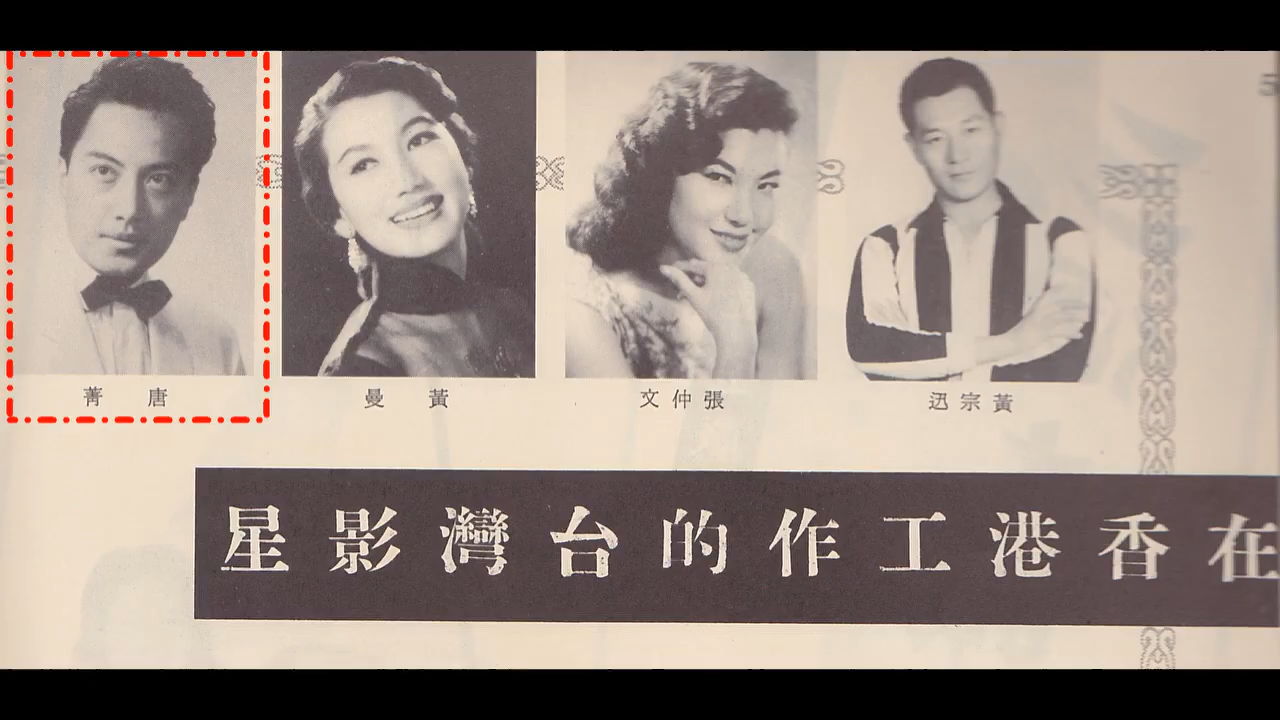 黃宗迅
張仲文
黃曼
唐菁
在香港工作的台灣影星